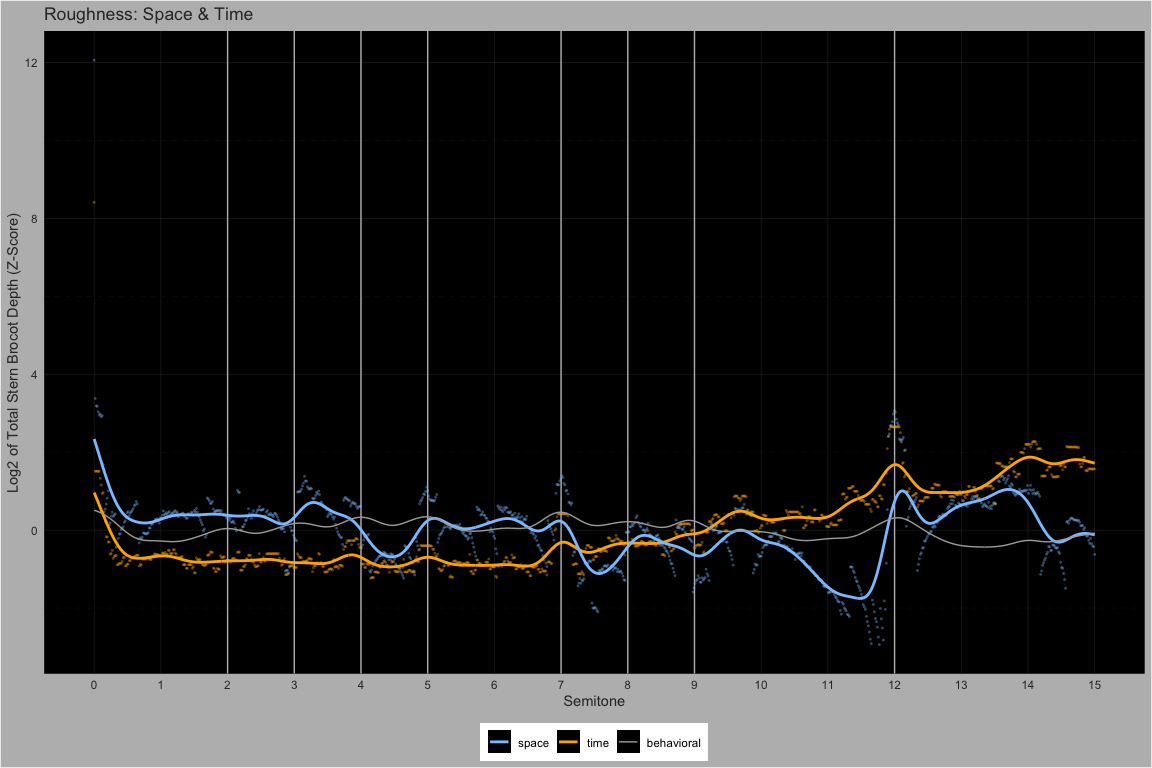 Roughness: Space & Time
Log2 of Total Stern Brocot Depth (Z-Score)
12
8
4
0
0 1 2 3 4 5 6 7 8 9 10 11 12 13 14 15
Semitone
space time behavioral